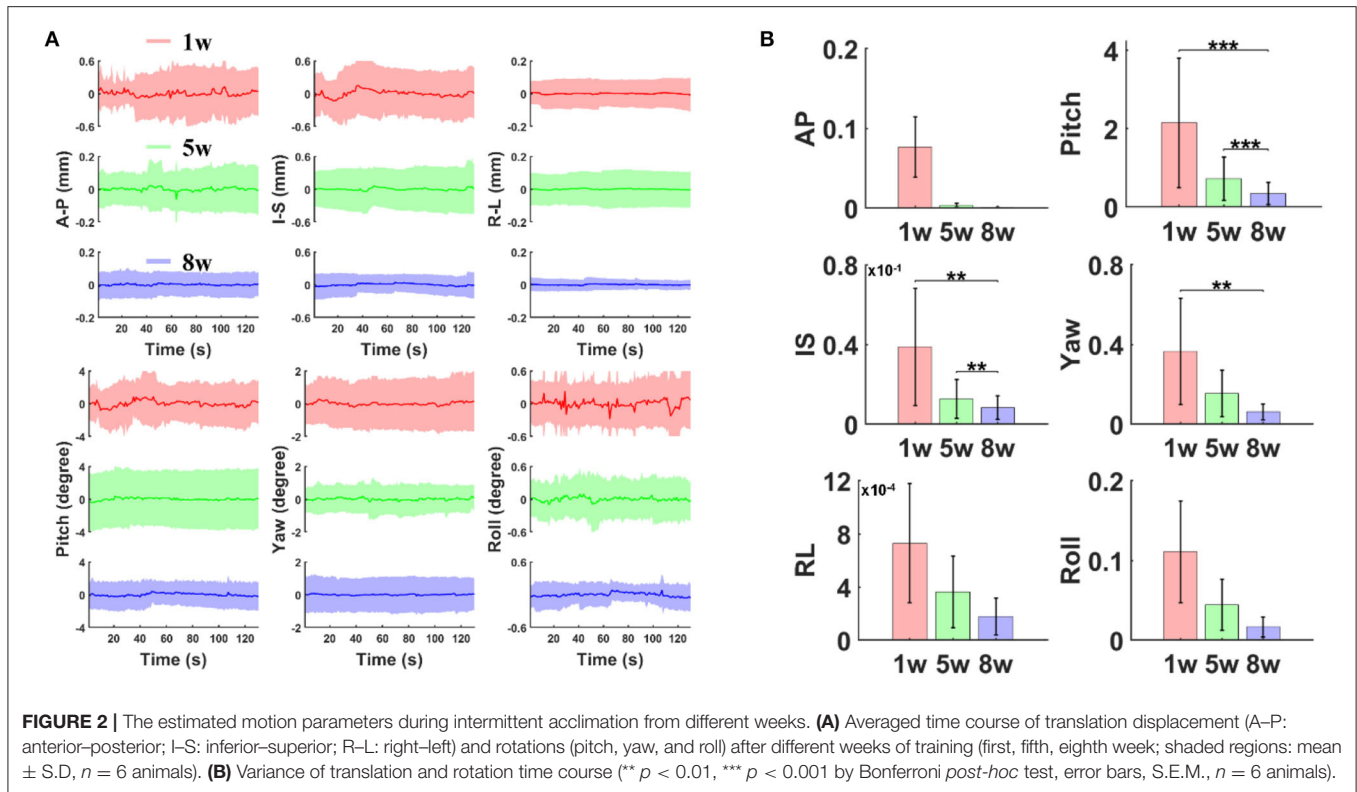 A
1w
0.6
0
-0.6
0.6
0
-0.6
0.2
0
-0.2
5w
A-P (mm)
0.2
0
-0.2
I-S (mm)
0.6
0
-0.6
R-L (mm)
0.2
0
-0.2
8w
0.2
0
-0.2
0.6
0
-0.6
0.2
0
-0.2
20 40 60 80 100 120
20 40 60 80 100 120
20 40 60 80 100 120
Time (s)
Time (s)
Time (s)
4
0
-4
2
0
-2
0.6
0
-0.6
Pitch (degree)
4
0
-4
Yaw (degree)
2
0
-2
Roll (degree)
0.6
0
-0.6
4
0
-4
2
0
-2
0.6
0
-0.6
20 40 60 80 100 120
20 40 60 80 100 120
20 40 60 80 100 120
Time (s)
Time (s)
Time (s)
B
AP
0.2
0.1
0
1w 5w 8w
Pitch
4
2
0
***
***
1w 5w 8w
IS
x10-1
0.8
0.4
0
**
**
1w 5w 8w
Yaw
0.8
0.4
0
**
1w 5w 8w
RL
x10-4
12
8
4
0
1w 5w 8w
Roll
0.2
0.1
0
1w 5w 8w
FIGURE 2 | The estimated motion parameters during intermittent acclimation from different weeks. (A) Averaged time course of translation displacement (A–P:
anterior–posterior; I–S: inferior–superior; R–L: right–left) and rotations (pitch, yaw, and roll) after different weeks of training (first, fifth, eighth week; shaded regions: mean
± S.D, n = 6 animals). (B) Variance of translation and rotation time course (** p < 0.01, *** p < 0.001 by Bonferroni post-hoc test, error bars, S.E.M., n = 6 animals).